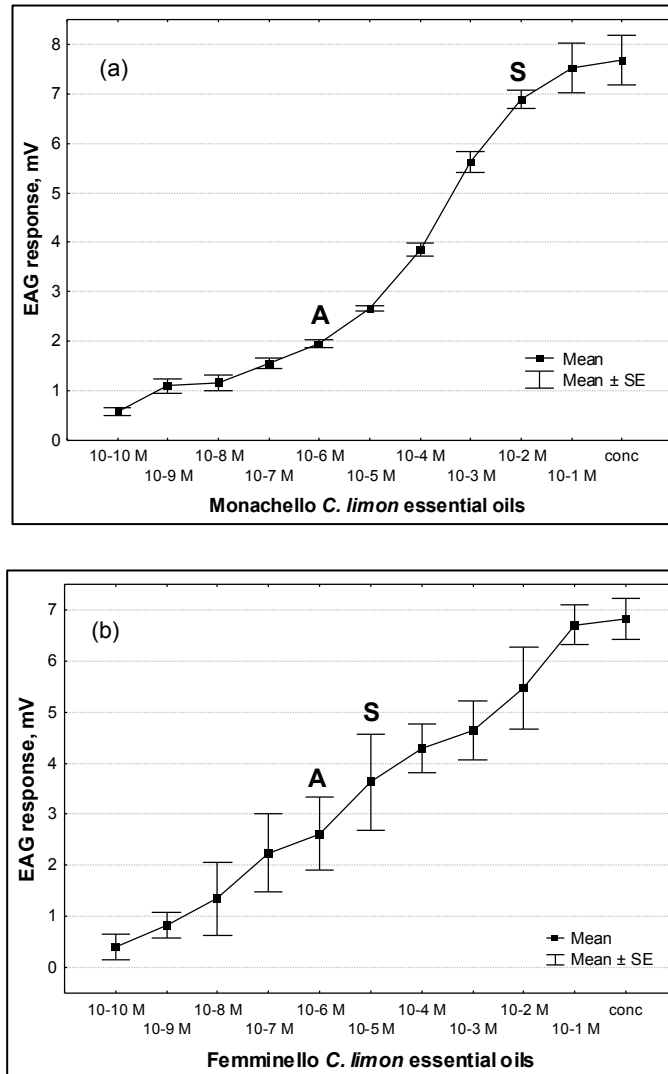 (a)
EAG response, mV
8
7
6
5
4
3
2
1
0
S
A
Mean
Mean ± SE
10-10 M 10-8 M 10-6 M 10-4 M 10-2 M conc
10-9 M 10-7 M 10-5 M 10-3 M 10-1 M
Monachello C. limon essential oils
(b)
EAG response, mV
7
6
5
4
3
2
1
0
S
A
Mean
Mean ± SE
10-10 M 10-8 M 10-6 M 10-4 M 10-2 M conc
10-9 M 10-7 M 10-5 M 10-3 M 10-1 M
Femminello C. limon essential oils